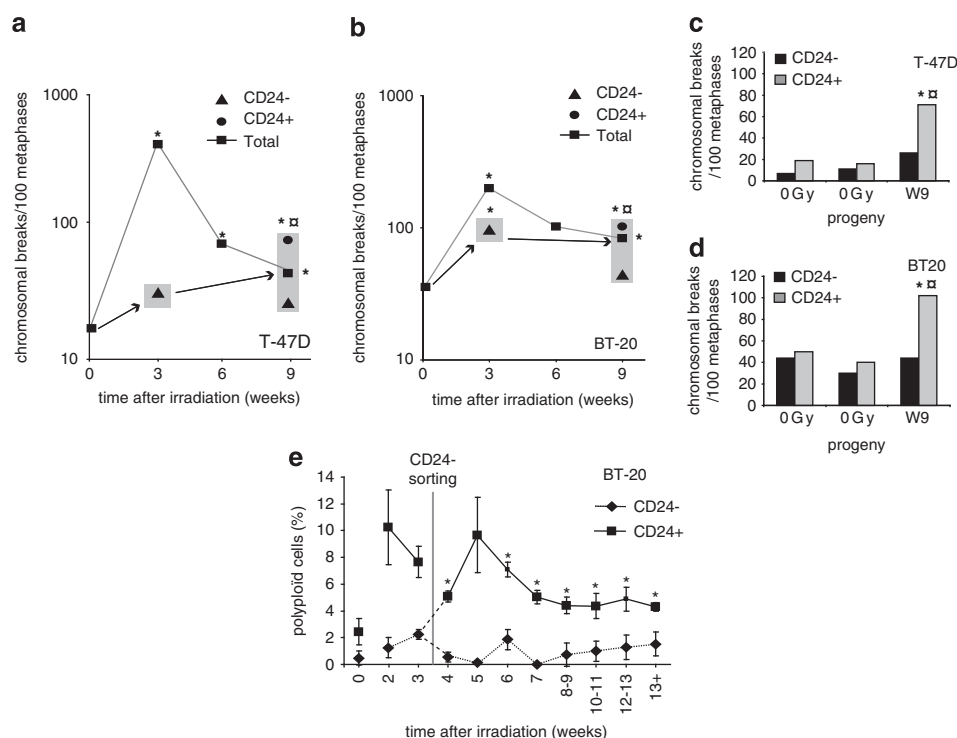 a
1000
100
10
chromosomal breaks/100 metaphases
CD24-
CD24+
Total
*
*
* ¤
*
T-47D
0
3
6
9
time after irradiation (weeks)
b
1000
100
10
chromosomal breaks/100 metaphases
CD24-
CD24+
Total
*
*
* ¤
*
BT-20
0
3
6
9
time after irradiation (weeks)
c
120
100
80
60
40
20
0
chromosomal breaks
/100 metaphases
CD24-
CD24+
T-47D
* ¤
0 Gy
0 Gy
W9
progeny
d
120
100
80
60
40
20
0
chromosomal breaks
/100 metaphases
CD24-
CD24+
BT20
* ¤
0 Gy
0 Gy
W9
progeny
e
CD24-
sorting
BT-20
CD24-
CD24+
14
12
10
8
6
4
2
0
polyploid cells (%)
*
*
*
*
*
*
*
0
2
3
4
5
6
7
8-9
10-11
12-13
13+
time after irradiation (weeks)